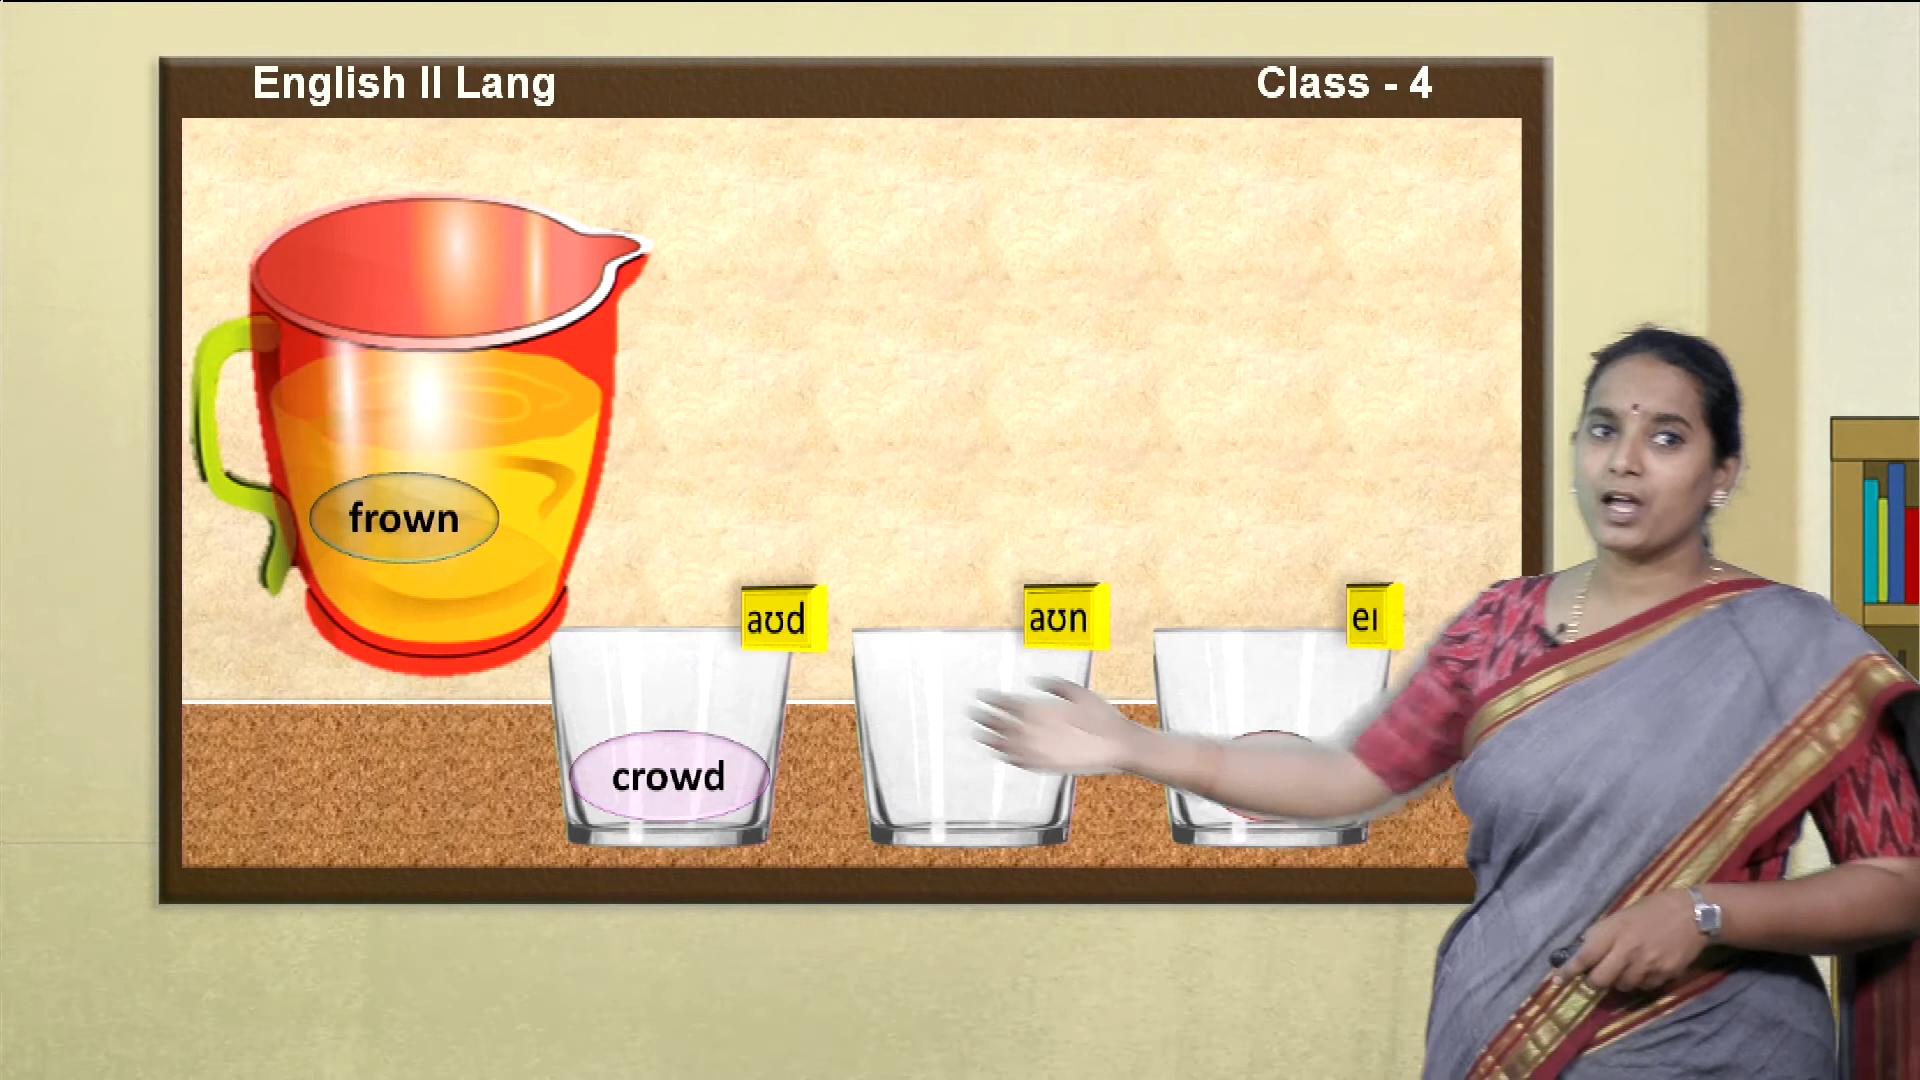 English II Lang
Class - 4
frown
aʊd
aʊn
eɪ
crowd